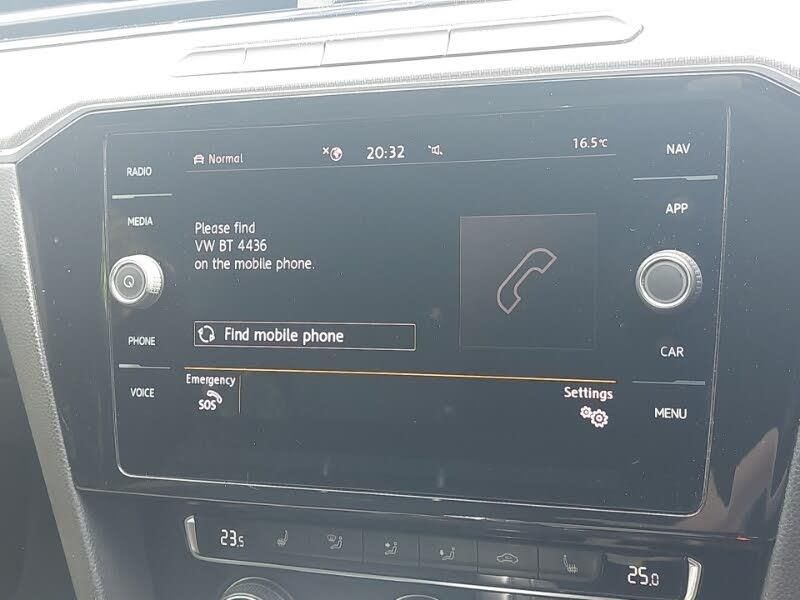 Normal
20:32
16.5°C
RADIO
NAV
MEDIA
APP
Please find
VW BT 4436
on the mobile phone.
Find mobile phone
PHONE
CAR
VOICE
MENU
Emergency
SOS
Settings
23.5
25.0